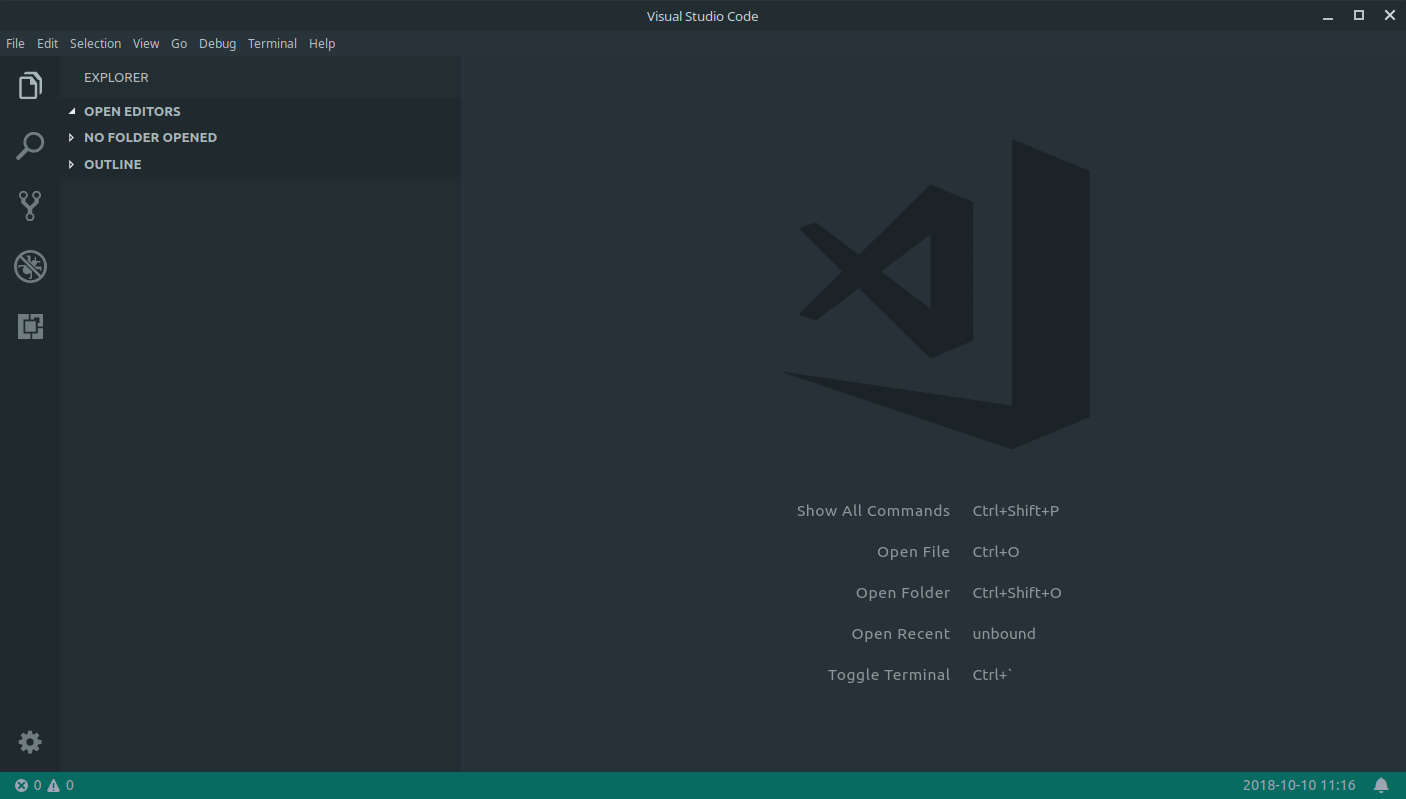 Visual Studio Code
File Edit Selection View Go Debug Terminal Help
EXPLORER
OPEN EDITORS
NO FOLDER OPENED
OUTLINE
Show All Commands Ctrl+Shift+P
Open File Ctrl+O
Open Folder Ctrl+Shift+O
Open Recent unbound
Toggle Terminal Ctrl+`
0 0 2018-10-10 11:16